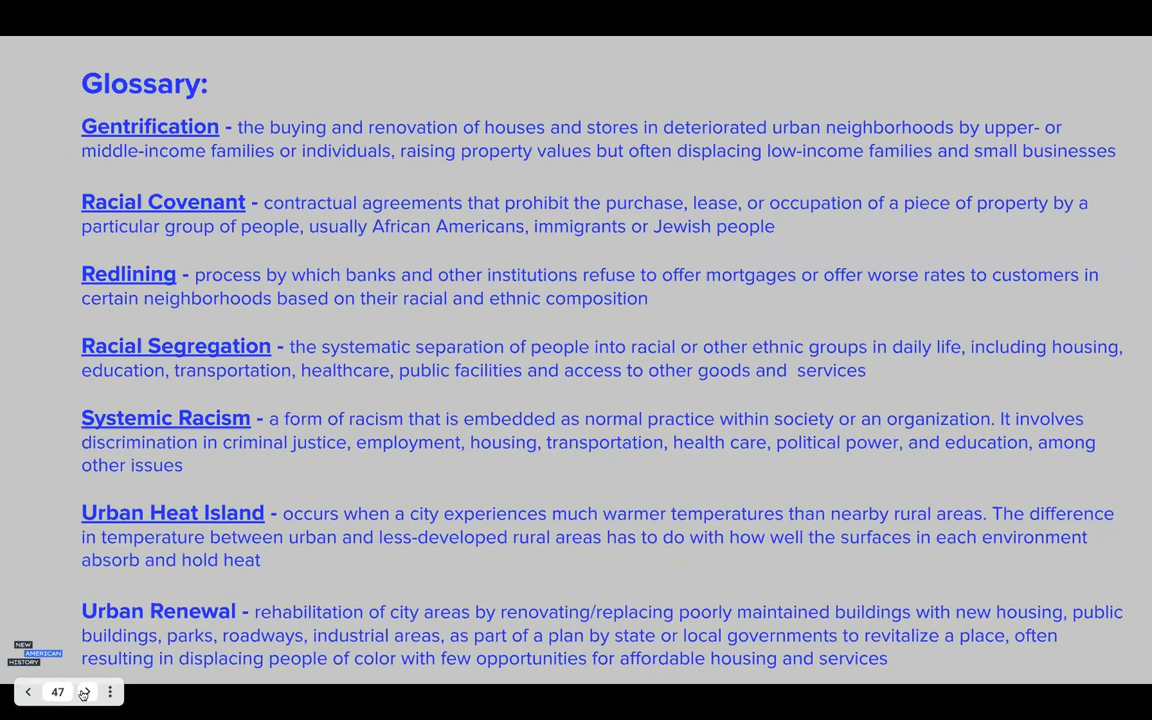 Glossary:
Gentrification - the buying and renovation of houses and stores in deteriorated urban neighborhoods by upper- or
middle-income families or individuals, raising property values but often displacing low-income families and small businesses
Racial Covenant - contractual agreements that prohibit the purchase, lease, or occupation of a piece of property by a
particular group of people, usually African Americans, immigrants or Jewish people
Redlining - process by which banks and other institutions refuse to offer mortgages or offer worse rates to customers in
certain neighborhoods based on their racial and ethnic composition
Racial Segregation - the systematic separation of people into racial or other ethnic groups in daily life, including housing,
education, transportation, healthcare, public facilities and access to other goods and  services
Systemic Racism - a form of racism that is embedded as normal practice within society or an organization. It involves
discrimination in criminal justice, employment, housing, transportation, health care, political power, and education, among
other issues
Urban Heat Island - occurs when a city experiences much warmer temperatures than nearby rural areas. The difference
in temperature between urban and less-developed rural areas has to do with how well the surfaces in each environment
absorb and hold heat
Urban Renewal - rehabilitation of city areas by renovating/replacing poorly maintained buildings with new housing, public
buildings, parks, roadways, industrial areas, as part of a plan by state or local governments to revitalize a place, often
resulting in displacing people of color with few opportunities for affordable housing and services
NEW
AMERICAN
HISTORY
47